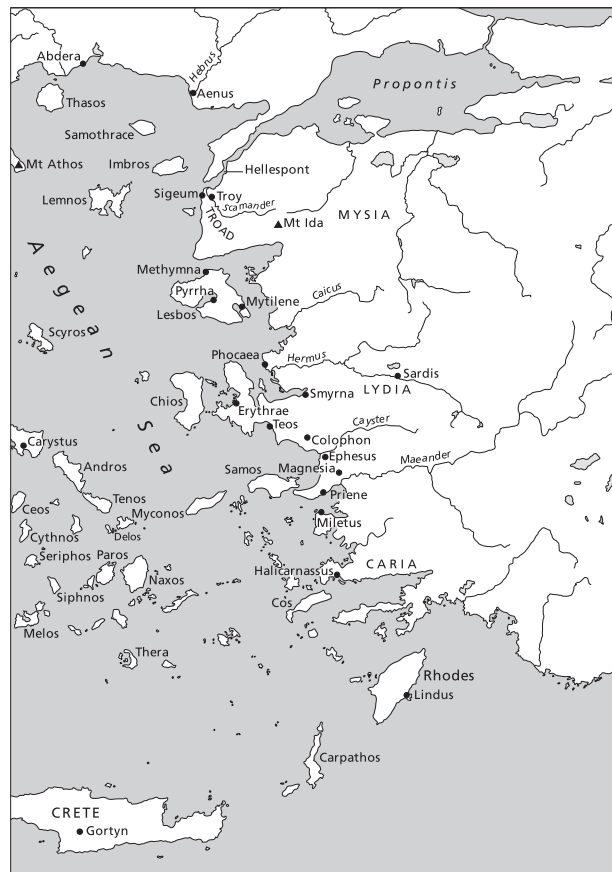 Abdera
Hebrus
Propontis
Aenus
Thasos
Samothrace
Mt Athos
Imbros
Hellespont
Lemnos
Sigeum
Troy
Scamander
TROAD
MYSIA
Mt Ida
Aegean Sea
Methymna
Pyrrha
Mytilene
Lesbos
Caicus
Scyros
Phocaea
Hermus
Sardis
LYDIA
Smyrna
Chios
Erythrae
Cayster
Teos
Colophon
Carystus
Ephesus
Maeander
Andros
Samos
Magnesia
Tenos
Priene
Ceos
Myconos
Miletus
Cythnos
Delos
Seriphos
Paros
Halicarnassus
CARIA
Naxos
Siphnos
Cos
Melos
Thera
Rhodes
Lindus
Carpathos
CRETE
Gortyn